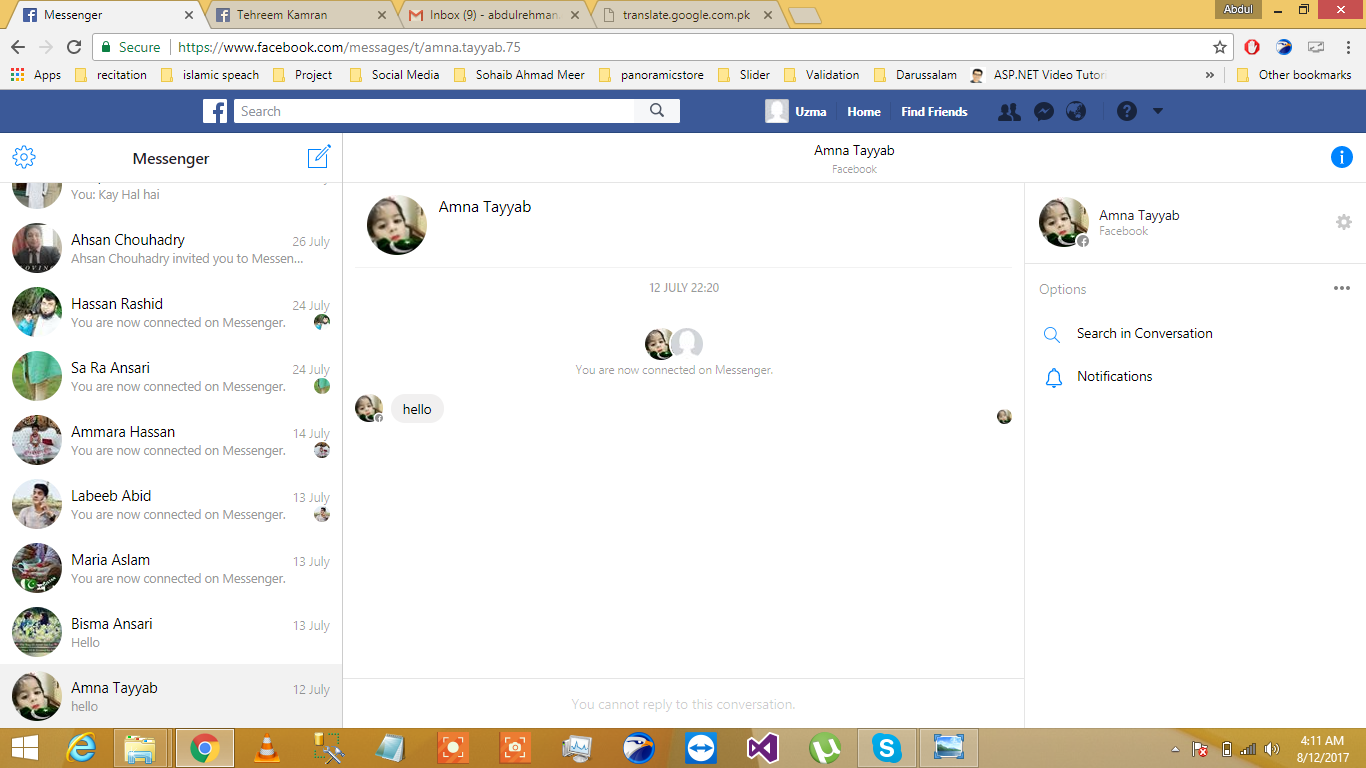 Messenger
Tehreem Kamran
Inbox (9) - abdulrehman
translate.google.com.pk
Abdul
Secure
https://www.facebook.com/messages/t/amna.tayyab.75
Apps
recitation
islamic speach
Project
Social Media
Sohaib Ahmad Meer
panoramicstore
Slider
Validation
Darussalam
ASP.NET Video Tutor
»
Other bookmarks
Search
Uzma
Home
Find Friends
Messenger
You: Kay Hal hai
Ahsan Chouhadry
26 July
Ahsan Chouhadry invited you to Messen...
Hassan Rashid
24 July
You are now connected on Messenger.
Sa Ra Ansari
24 July
You are now connected on Messenger.
Ammara Hassan
14 July
You are now connected on Messenger.
Labeeb Abid
13 July
You are now connected on Messenger.
Maria Aslam
13 July
You are now connected on Messenger.
Bisma Ansari
13 July
Hello
Amna Tayyab
12 July
hello
Amna Tayyab
Facebook
Amna Tayyab
12 JULY 22:20
You are now connected on Messenger.
hello
You cannot reply to this conversation.
Amna Tayyab
Facebook
Options
Search in Conversation
Notifications
4:11 AM
8/12/2017